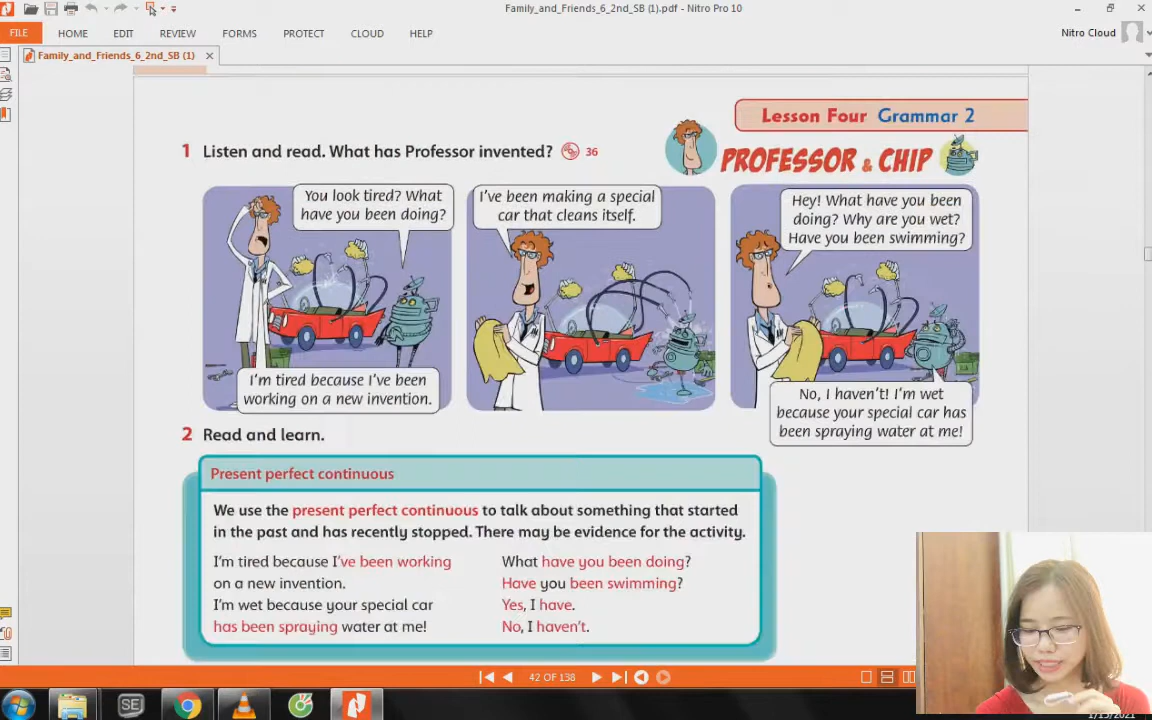 Family_and_Friends_6_2nd_SB (1).pdf - Nitro Pro 10
FILE
HOME
EDIT
REVIEW
FORMS
PROTECT
CLOUD
HELP
Nitro Cloud
Family_and_Friends_6_2nd_SB (1)
Lesson Four Grammar 2
1 Listen and read. What has Professor invented? 36
PROFESSOR & CHIP
You look tired? What
have you been doing?
I'm tired because I've been
working on a new invention.
I've been making a special
car that cleans itself.
Hey! What have you been
doing? Why are you wet?
Have you been swimming?
No, I haven't! I'm wet
because your special car has
been spraying water at me!
2 Read and learn.
Present perfect continuous
We use the present perfect continuous to talk about something that started
in the past and has recently stopped. There may be evidence for the activity.
I'm tired because I've been working
on a new invention.
I'm wet because your special car
has been spraying water at me!
What have you been doing?
Have you been swimming?
Yes, I have.
No, I haven't.
42 OF 138
SE
1/15/2021